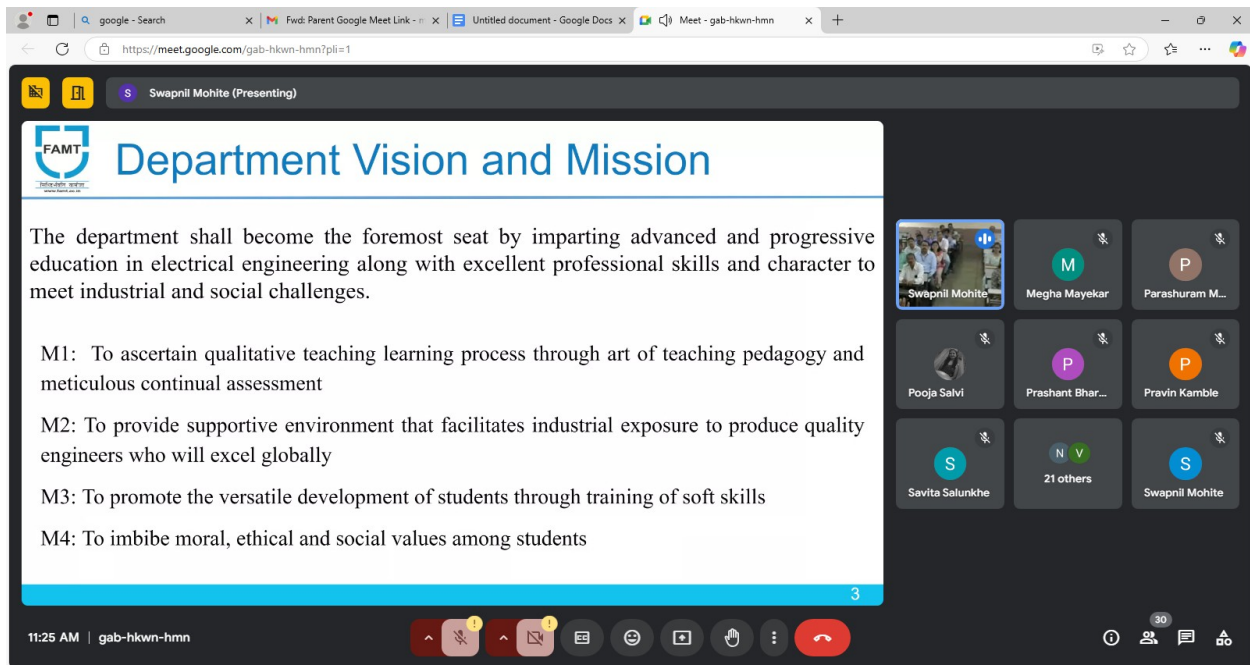 google - Search
Fwd: Parent Google Meet Link - n
Untitled document - Google Docs
Meet - gab-hkwn-hmn
https://meet.google.com/gab-hkwn-hmn?pli=1
S Swapnil Mohite (Presenting)
FAMT
Department Vision and Mission
The department shall become the foremost seat by imparting advanced and progressive
education in electrical engineering along with excellent professional skills and character to
meet industrial and social challenges.
M1: To ascertain qualitative teaching learning process through art of teaching pedagogy and
meticulous continual assessment
M2: To provide supportive environment that facilitates industrial exposure to produce quality
engineers who will excel globally
M3: To promote the versatile development of students through training of soft skills
M4: To imbibe moral, ethical and social values among students
3
Swapnil Mohite
M
Megha Mayekar
P
Parashuram M...
Pooja Salvi
P
Prashant Bhar...
P
Pravin Kamble
S
Savita Salunkhe
N V
21 others
S
Swapnil Mohite
11:25 AM | gab-hkwn-hmn
CC
30